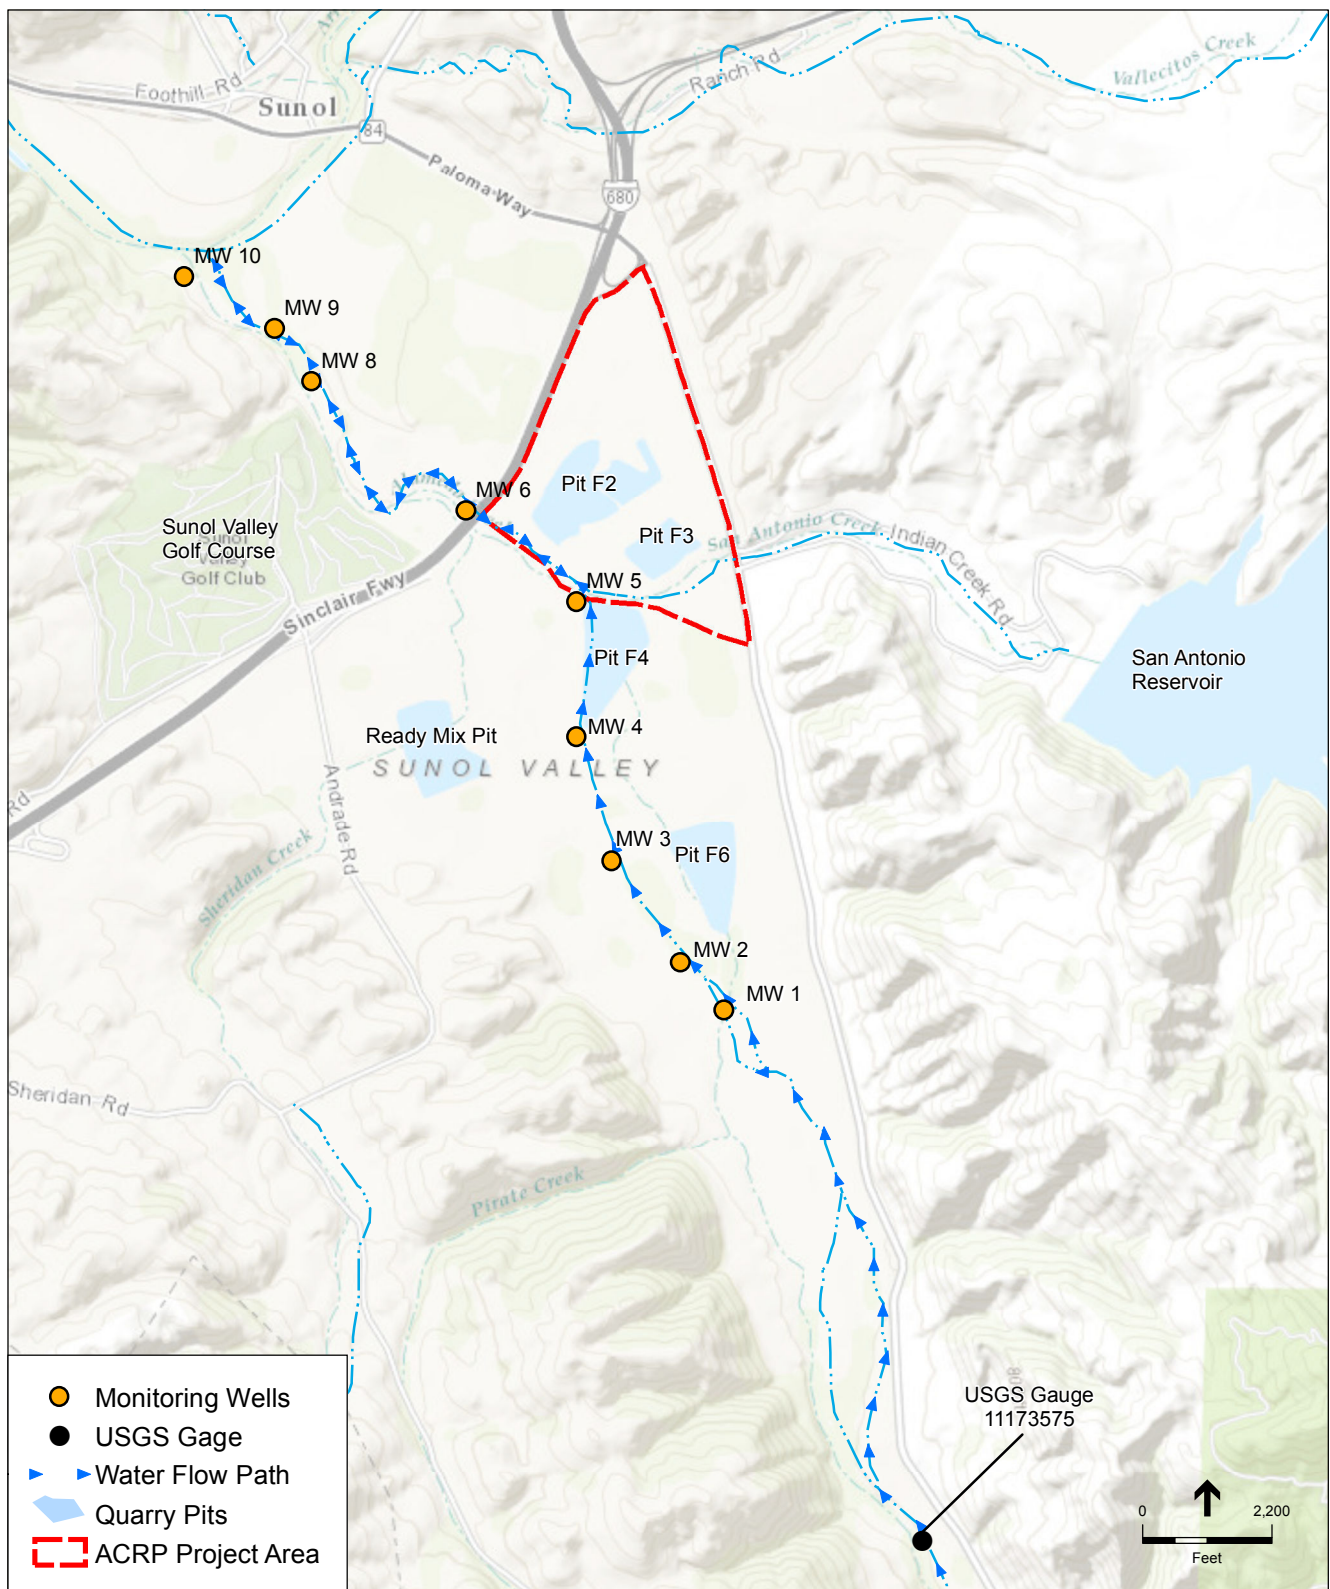 Vallecitos Creek
Ranch Rd
Foothill Rd
Sunol
84
Paloma Way
680
MW 10
MW 9
MW 8
MW 6
Pit F2
Pit F3
San Antonio Creek
Indian Creek Rd
Sunol Valley
Golf Course
Sunol
Valley
Golf Club
MW 5
Sinclair Fwy
Pit F4
San Antonio
Reservoir
MW 4
Ready Mix Pit
SUNOL VALLEY
Rd
Andrade Rd
MW 3
Pit F6
Sheridan Creek
MW 2
MW 1
Sheridan Rd
Pirate Creek
USGS Gauge
11173575
Monitoring Wells
USGS Gage
Water Flow Path
Quarry Pits
ACRP Project Area
0 2,200
Feet